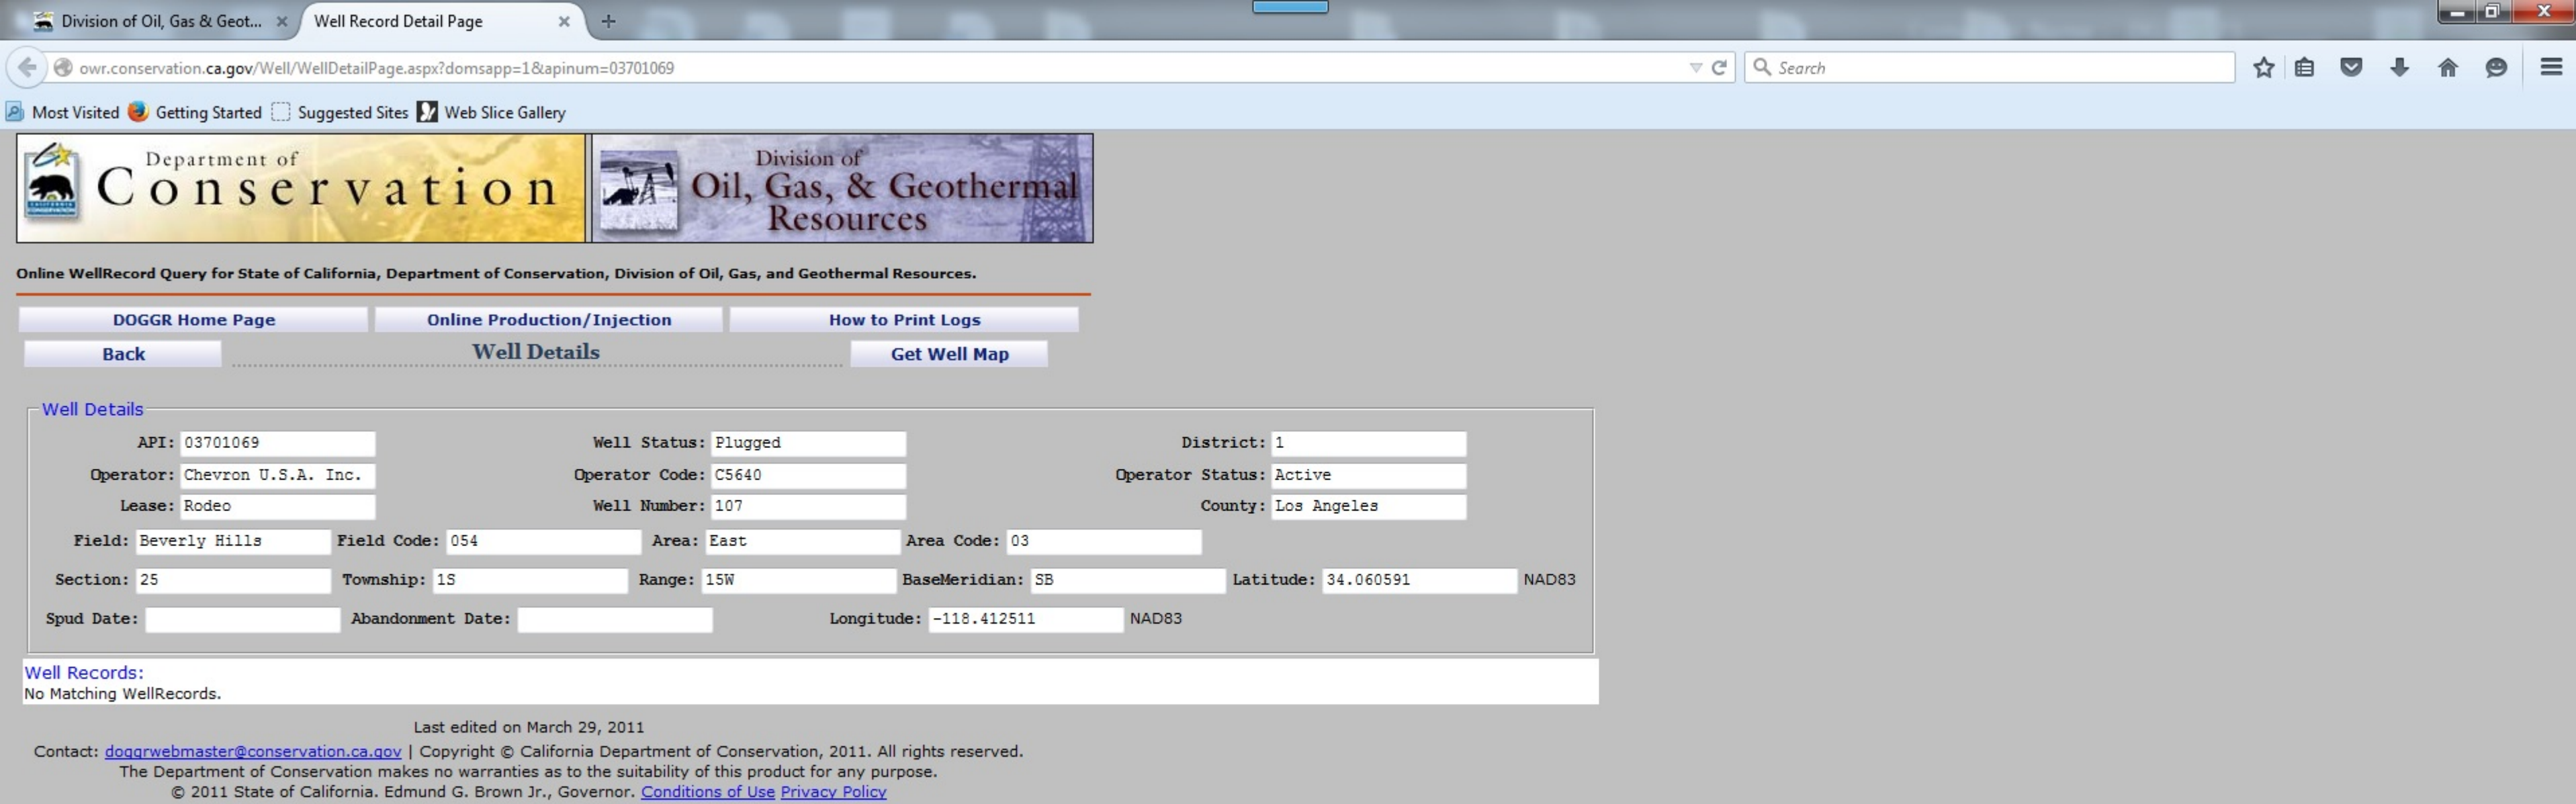 Division of Oil, Gas & Geot...
Well Record Detail Page
owr.conservation.ca.gov/Well/WellDetailPage.aspx?domsapp=1&apinum=03701069
Search
Most Visited Getting Started Suggested Sites Web Slice Gallery
Department of
Conservation
Division of
Oil, Gas, & Geothermal
Resources
Online WellRecord Query for State of California, Department of Conservation, Division of Oil, Gas, and Geothermal Resources.
DOGGR Home Page Online Production/Injection How to Print Logs
Back Well Details Get Well Map
Well Details
API: 03701069 Well Status: Plugged District: 1
Operator: Chevron U.S.A. Inc. Operator Code: C5640 Operator Status: Active
Lease: Rodeo Well Number: 107 County: Los Angeles
Field: Beverly Hills Field Code: 054 Area: East Area Code: 03
Section: 25 Township: 1S Range: 15W BaseMeridian: SB Latitude: 34.060591 NAD83
Spud Date: Abandonment Date: Longitude: -118.412511 NAD83
Well Records:
No Matching WellRecords.
Last edited on March 29, 2011
Contact: doggrwebmaster@conservation.ca.gov | Copyright © California Department of Conservation, 2011. All rights reserved.
The Department of Conservation makes no warranties as to the suitability of this product for any purpose.
© 2011 State of California. Edmund G. Brown Jr., Governor. Conditions of Use Privacy Policy